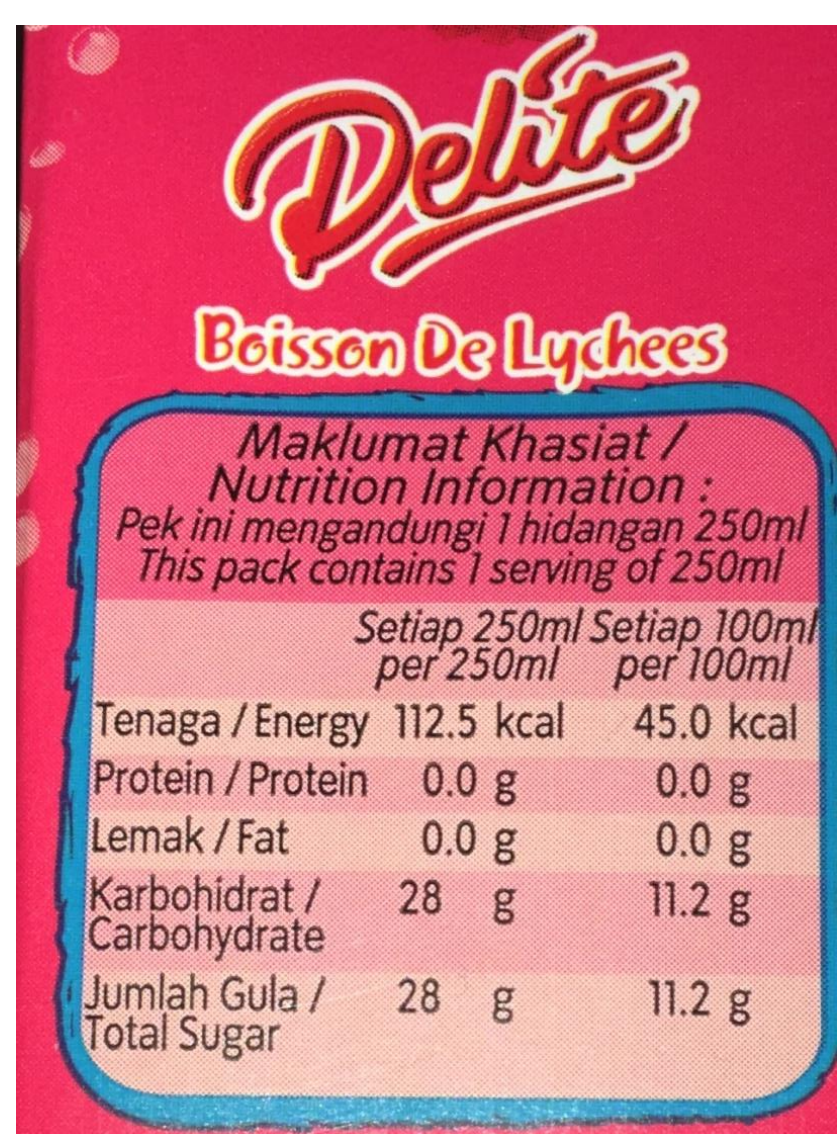 Delite
Boisson De Lychees
Maklumat Khasiat /
Nutrition Information :
Pek ini mengandungi 1 hidangan 250ml
This pack contains 1 serving of 250ml
Setiap 250ml Setiap 100ml
per 250ml per 100ml
Tenaga / Energy 112.5 kcal 45.0 kcal
Protein / Protein 0.0 g 0.0 g
Lemak / Fat 0.0 g 0.0 g
Karbohidrat / 28 g 11.2 g
Carbohydrate
Jumlah Gula / 28 g 11.2 g
Total Sugar